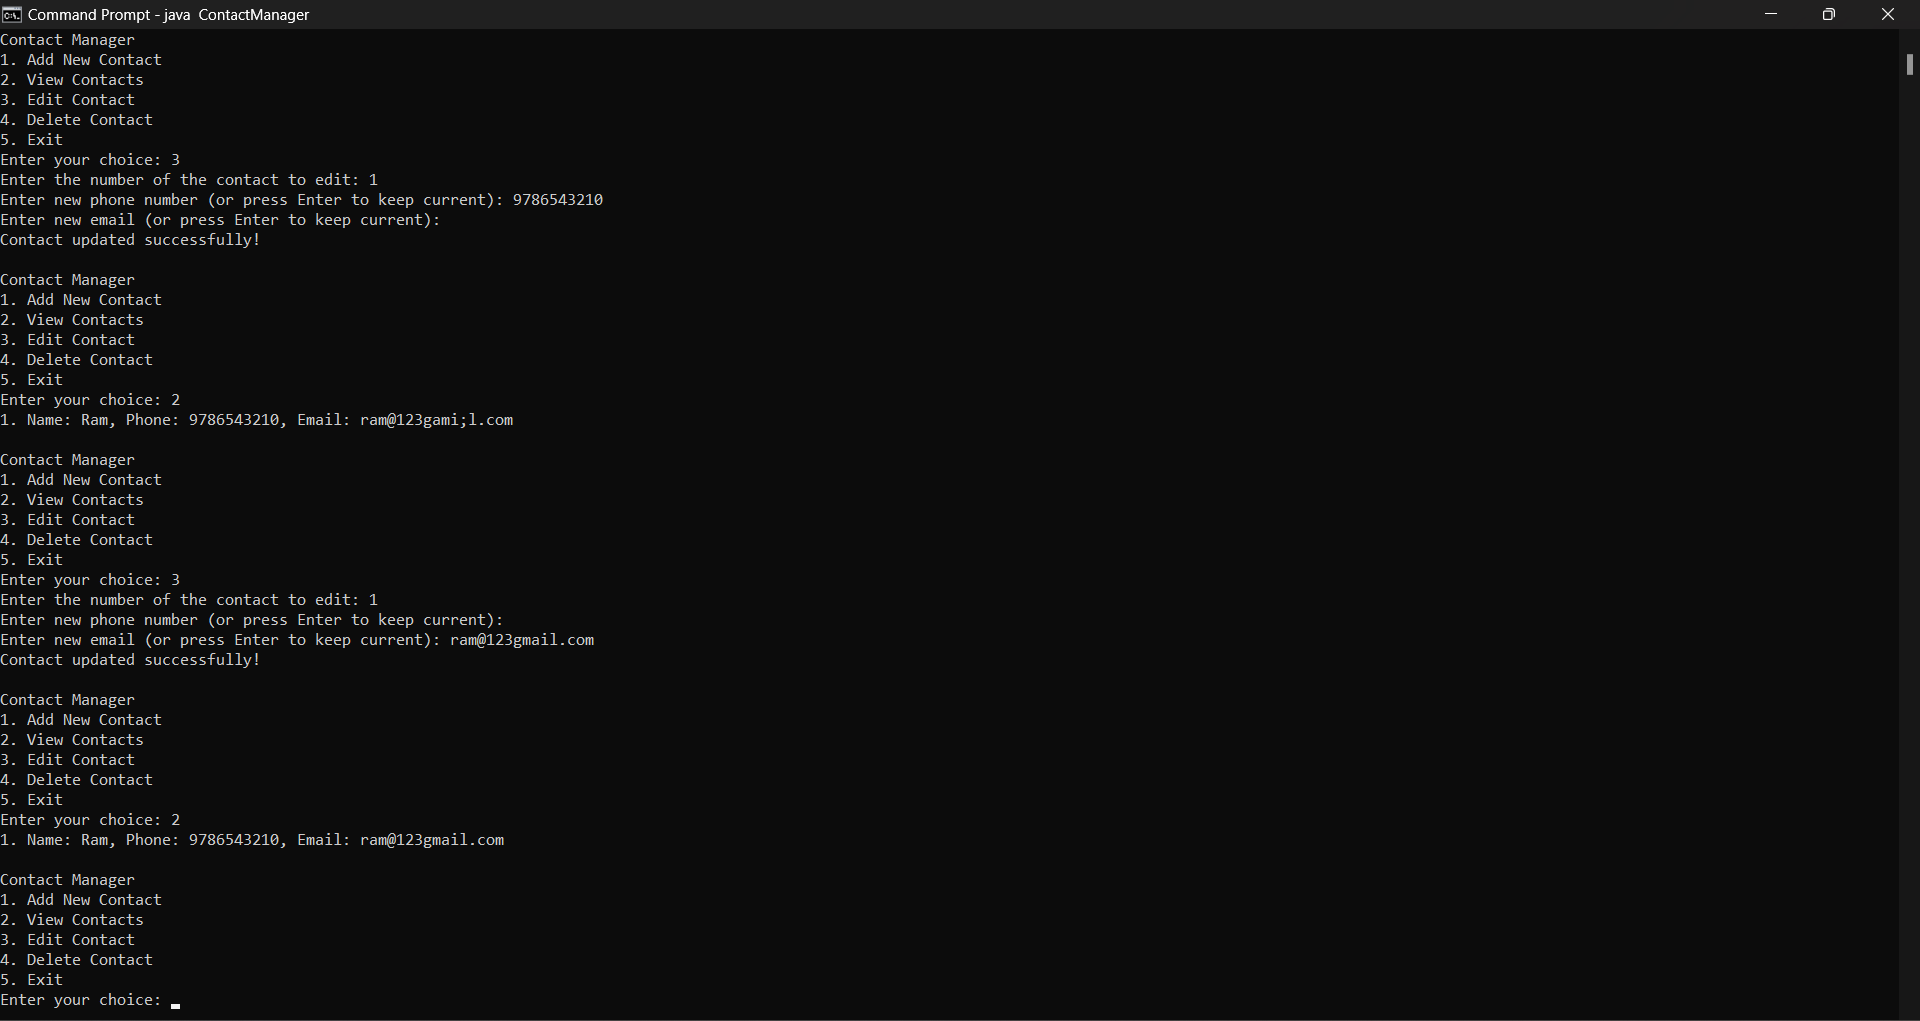 Command Prompt - java  ContactManager
Contact Manager
1. Add New Contact
2. View Contacts
3. Edit Contact
4. Delete Contact
5. Exit
Enter your choice: 3
Enter the number of the contact to edit: 1
Enter new phone number (or press Enter to keep current): 9786543210
Enter new email (or press Enter to keep current):
Contact updated successfully!

Contact Manager
1. Add New Contact
2. View Contacts
3. Edit Contact
4. Delete Contact
5. Exit
Enter your choice: 2
1. Name: Ram, Phone: 9786543210, Email: ram@123gami;l.com

Contact Manager
1. Add New Contact
2. View Contacts
3. Edit Contact
4. Delete Contact
5. Exit
Enter your choice: 3
Enter the number of the contact to edit: 1
Enter new phone number (or press Enter to keep current):
Enter new email (or press Enter to keep current): ram@123gmail.com
Contact updated successfully!

Contact Manager
1. Add New Contact
2. View Contacts
3. Edit Contact
4. Delete Contact
5. Exit
Enter your choice: 2
1. Name: Ram, Phone: 9786543210, Email: ram@123gmail.com

Contact Manager
1. Add New Contact
2. View Contacts
3. Edit Contact
4. Delete Contact
5. Exit
Enter your choice: